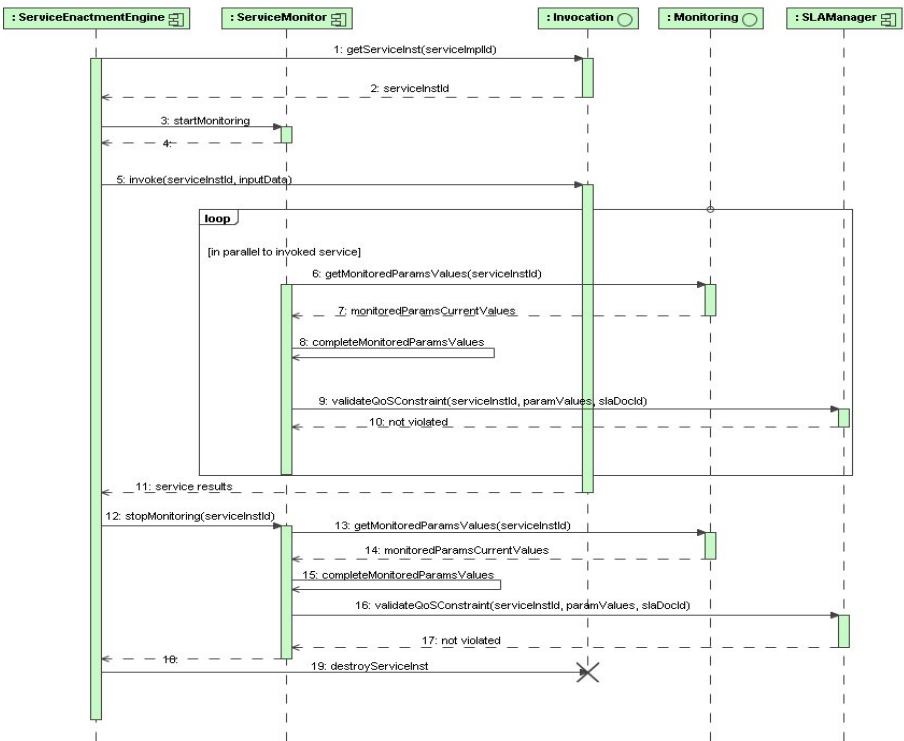 : ServiceEnactmentEngine
: ServiceMonitor
: Invocation
: Monitoring
: SLAManager
1: getServiceInst(serviceImplId)
2: serviceInstId
3: startMonitoring
4:
5: invoke(serviceInstId, inputData)
loop
[in parallel to invoked service]
6: getMonitoredParamsValues(serviceInstId)
7: monitoredParamsCurrentValues
8: completeMonitoredParamsValues
9: validateQoSConstraint(serviceInstId, paramValues, slaDocId)
10: not violated
11: service results
12: stopMonitoring(serviceInstId)
13: getMonitoredParamsValues(serviceInstId)
14: monitoredParamsCurrentValues
15: completeMonitoredParamsValues
16: validateQoSConstraint(serviceInstId, paramValues, slaDocId)
17: not violated
18:
19: destroyServiceInst